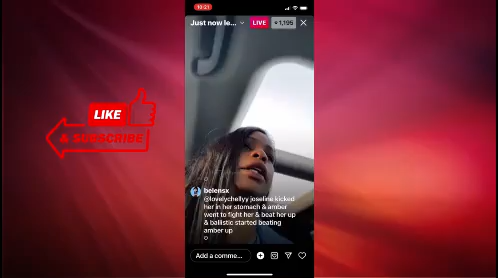 10:21
Just now le...
LIVE
1,195
LIKE
& SUBSCRIBE
belensx
@lovelychellyy joseline kicked
her in her stomach & amber
went to fight her & beat her up
& ballistic started beating
amber up
Add a comme...